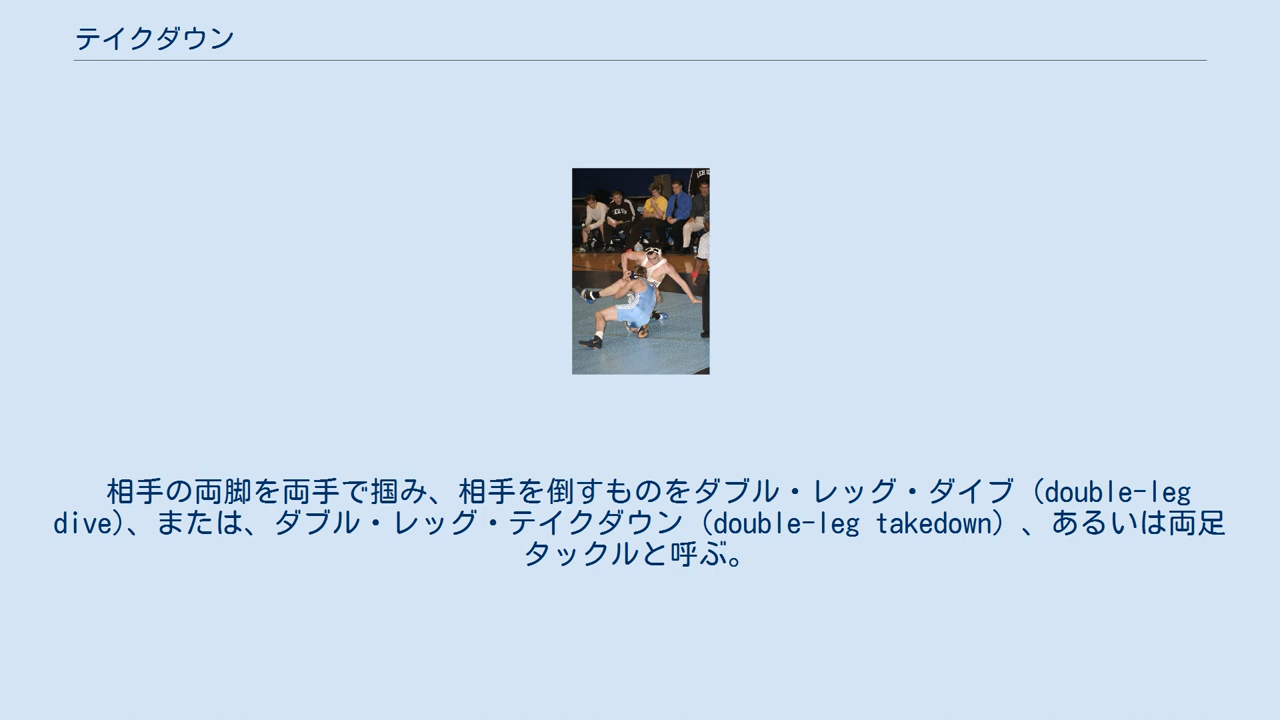 テイクダウン
相手の両脚を両手で掴み、相手を倒すものをダブル・レッグ・ダイブ（double-leg
dive)、または、ダブル・レッグ・テイクダウン（double-leg takedown）、あるいは両足
タックルと呼ぶ。